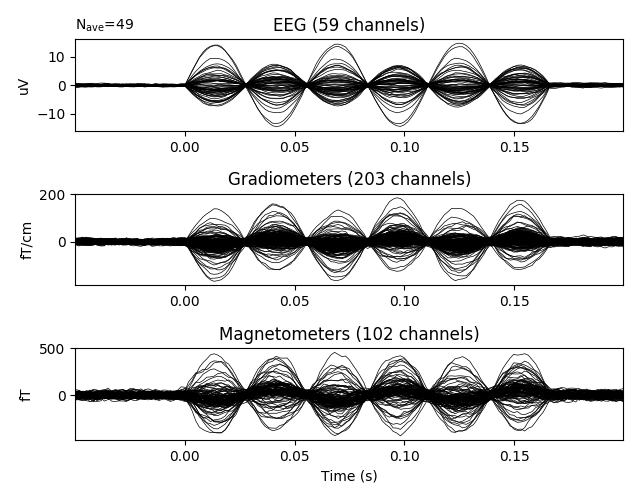 Nave=49
EEG (59 channels)
10
0
−10
uV
0.00 0.05 0.10 0.15
Gradiometers (203 channels)
200
0
fT/cm
0.00 0.05 0.10 0.15
Magnetometers (102 channels)
500
0
fT
0.00 0.05 0.10 0.15
Time (s)